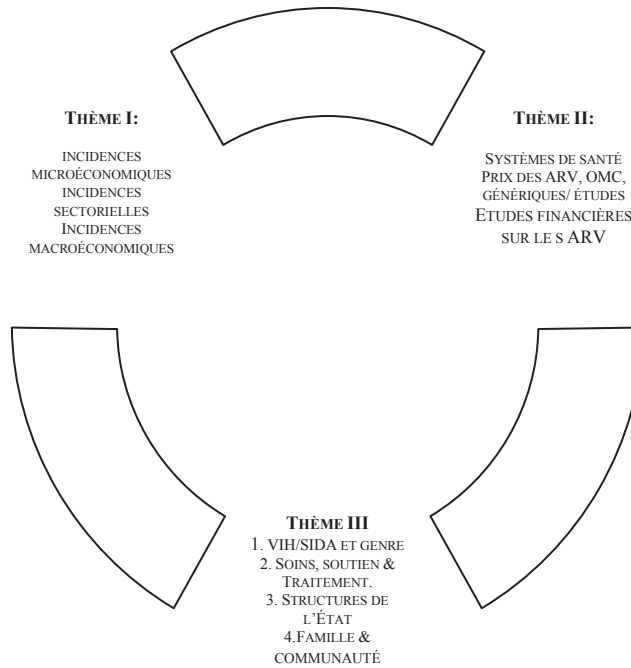 THÈME I:
INCIDENCES
MICROÉCONOMIQUES
INCIDENCES
SECTORIELLES
INCIDENCES
MACROÉCONOMIQUES
THÈME II:
SYSTÈMES DE SANTÉ
PRIX DES ARV, OMC,
GÉNÉRIQUES/ ÉTUDES
ETUDES FINANCIÈRES
SUR LE S ARV
THÈME III
1. VIH/SIDA ET GENRE
2. SOINS, SOUTIEN &
TRAITEMENT.
3. STRUCTURES DE
L'ÉTAT
4.FAMILLE &
COMMUNAUTÉ